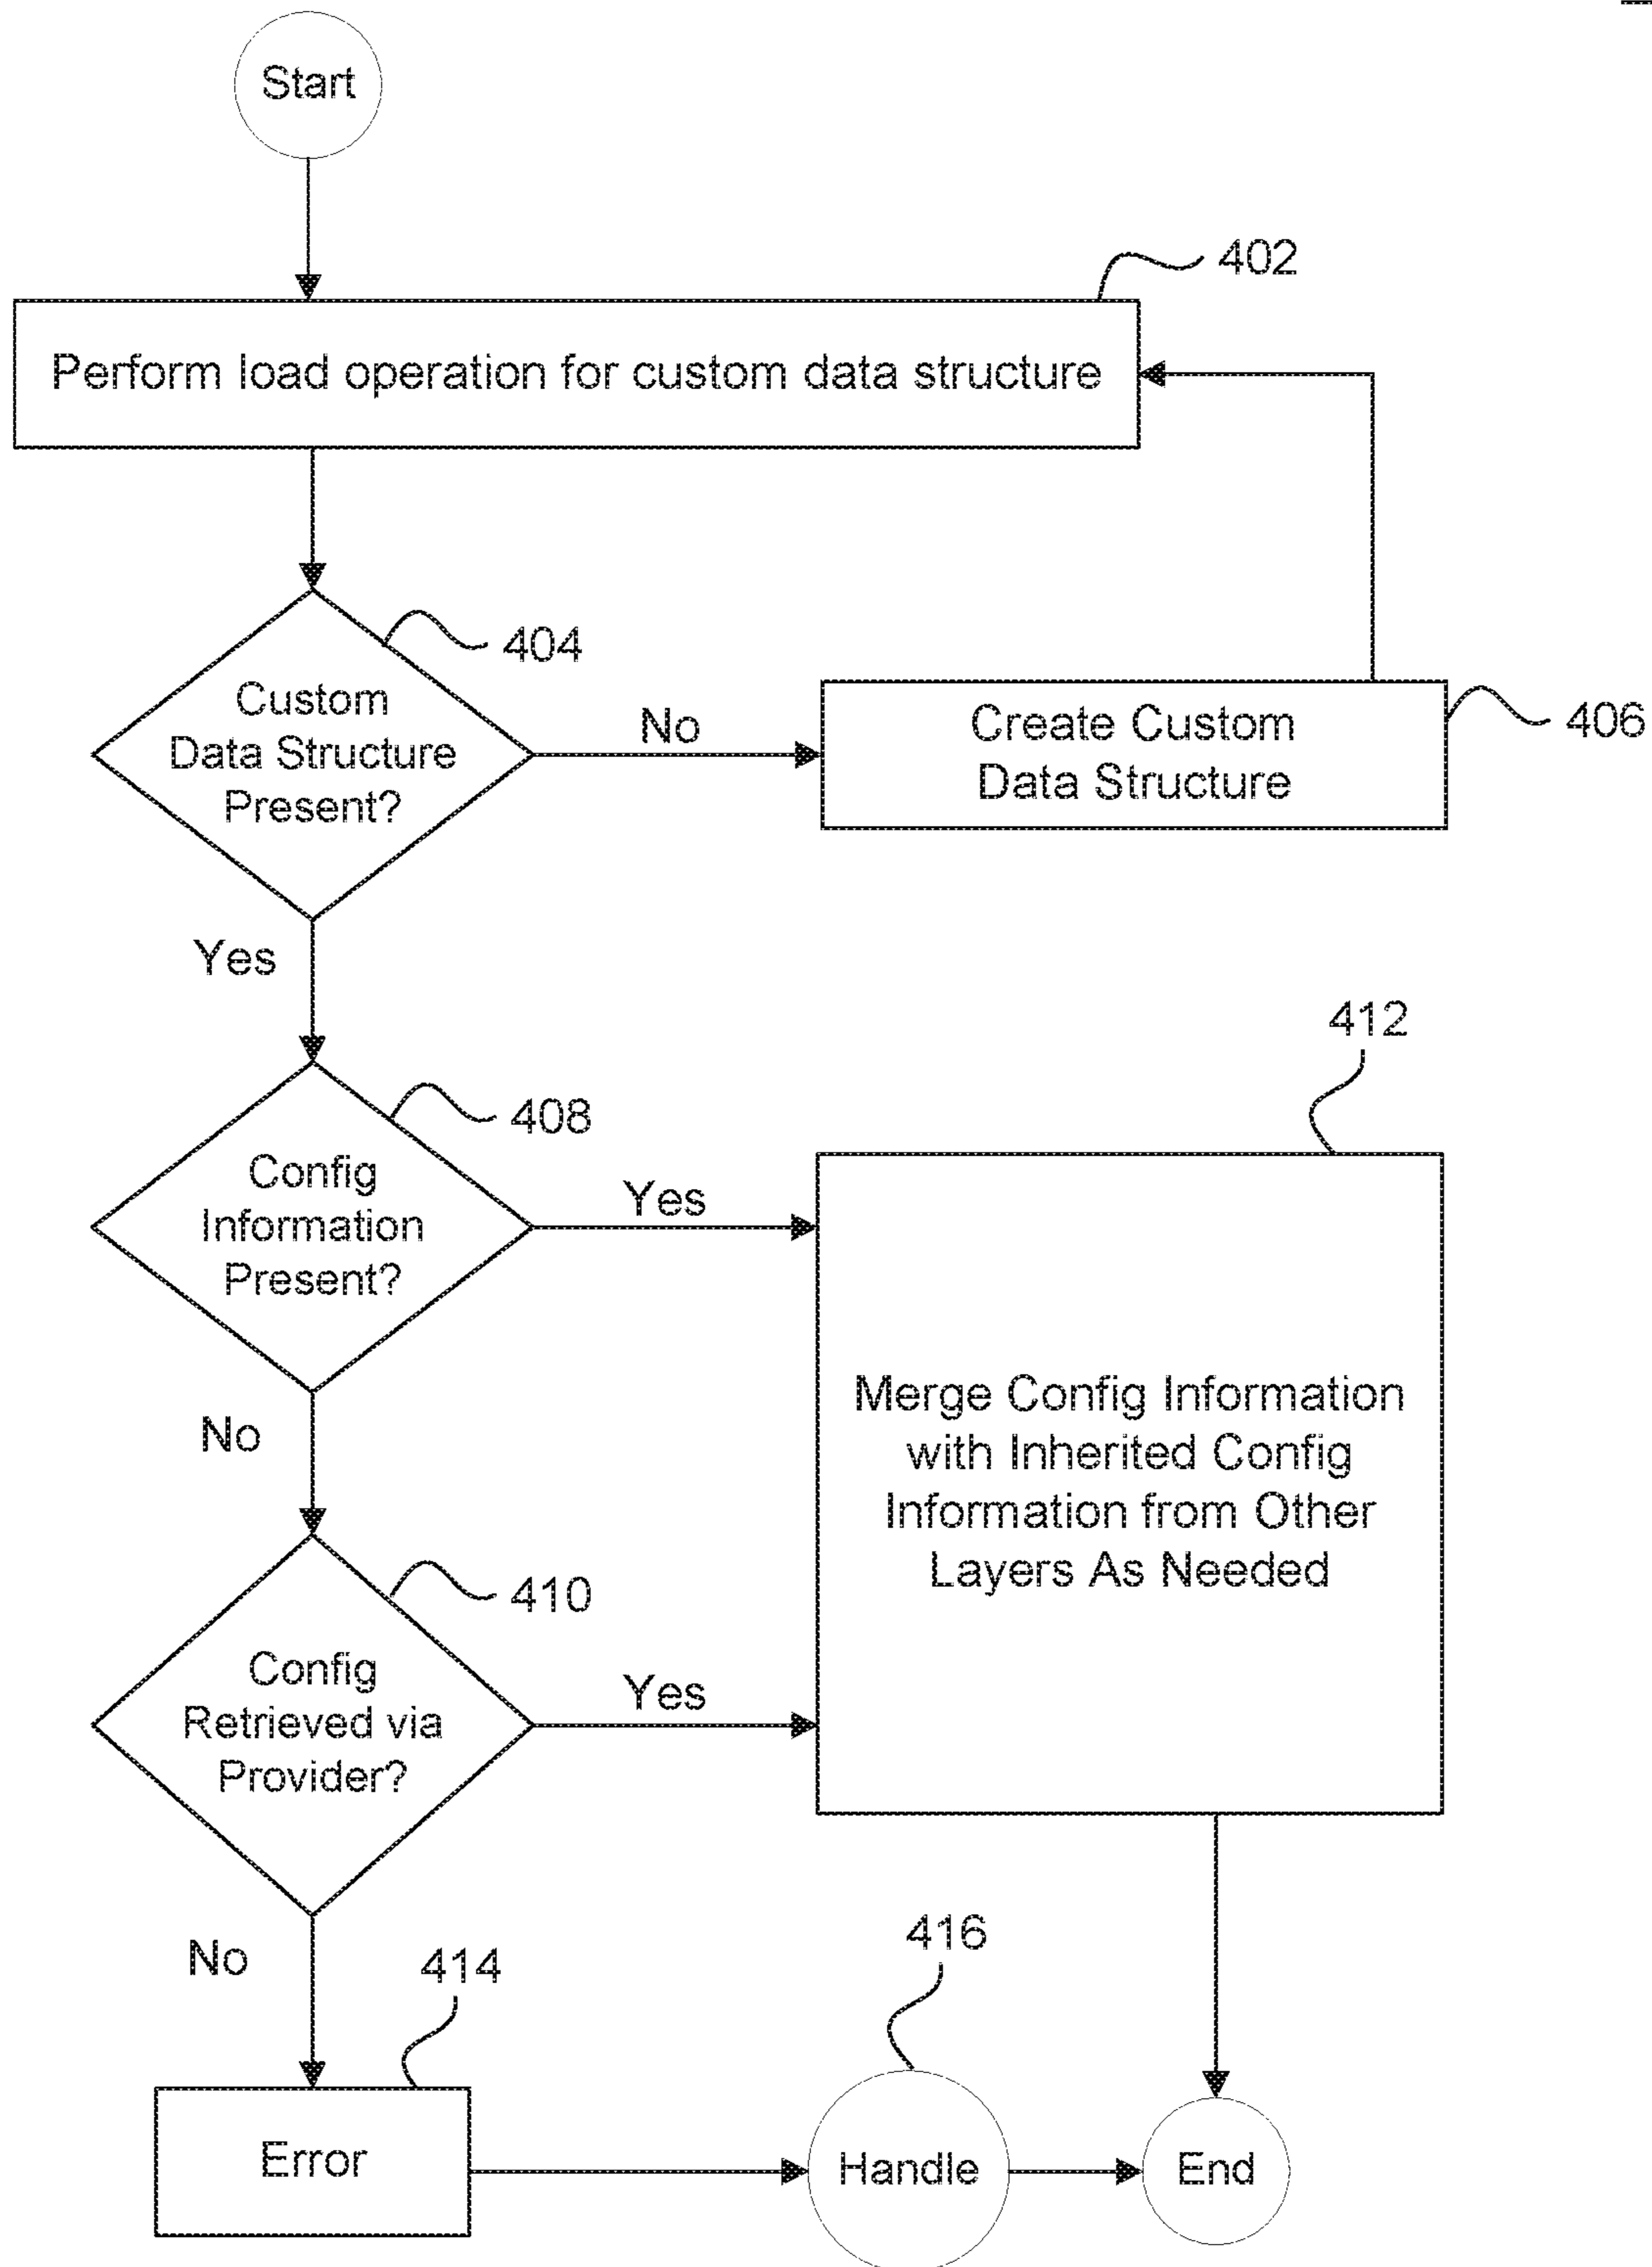 Start
402
Perform load operation for custom data structure
404
Custom
Data Structure
Present?
No
Create Custom
Data Structure
406
Yes
412
408
Config
Information
Present?
Yes
Merge Config Information
with Inherited Config
Information from Other
Layers As Needed
No
410
Config
Retrieved via
Provider?
Yes
No
414
416
Error
Handle
End